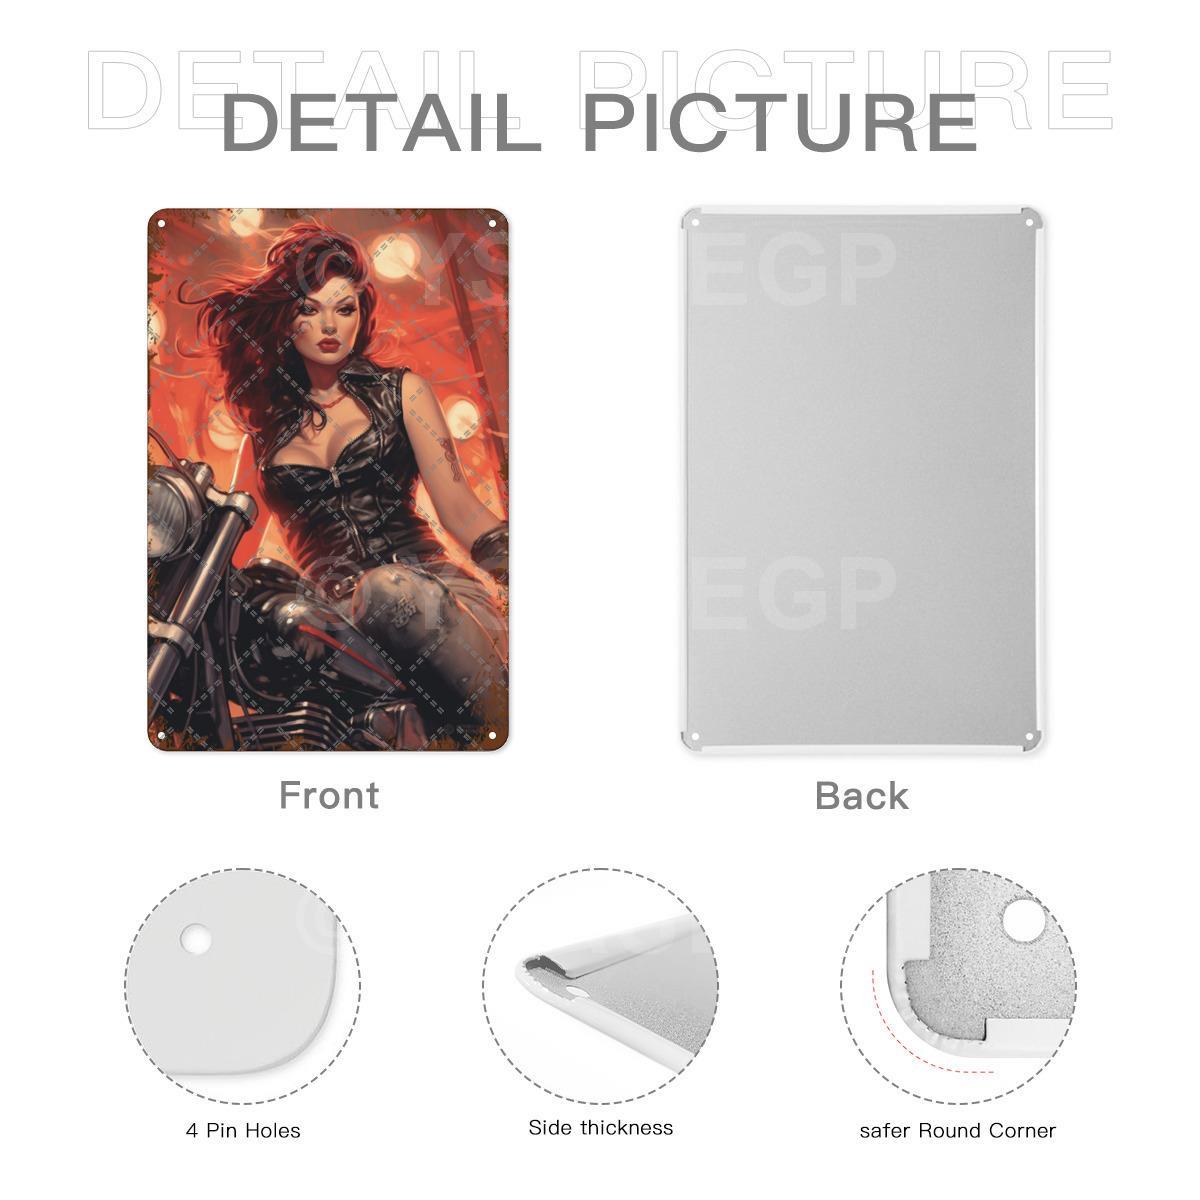 DETAIL PICTURE
DETAIL PICTURE
Front
Back
4 Pin Holes
Side thickness
safer Round Corner